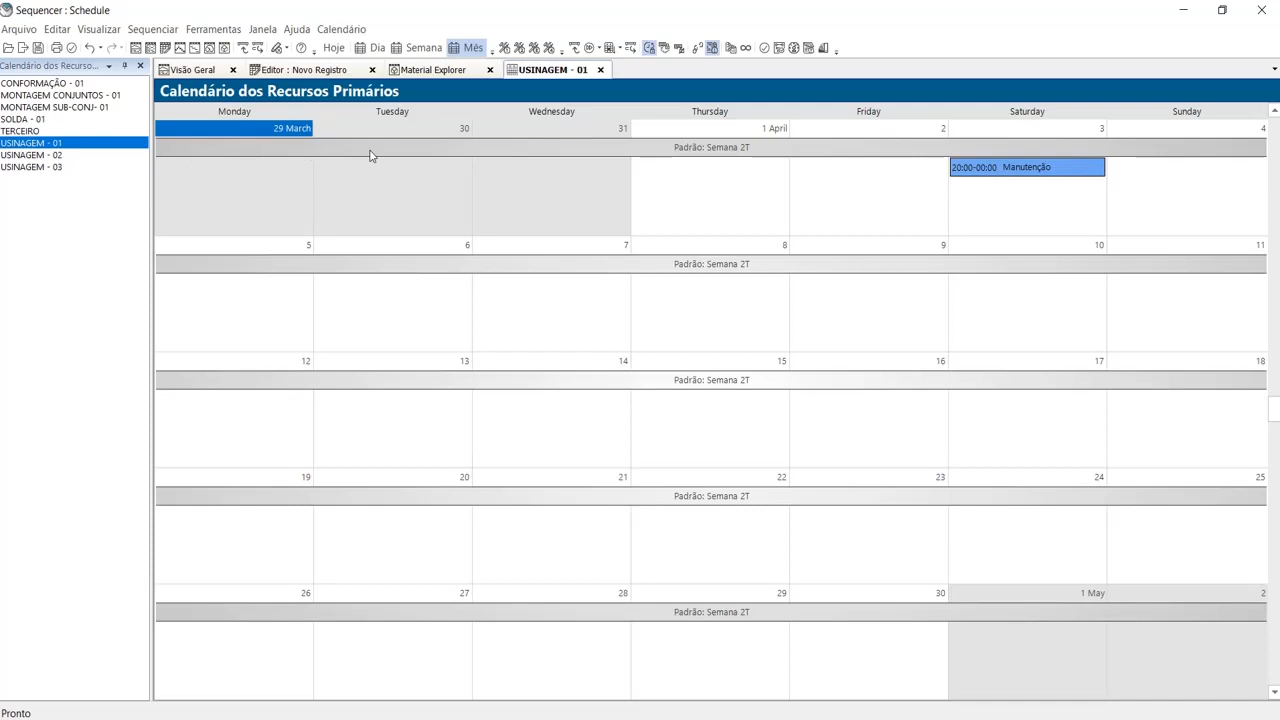 Sequencer : Schedule
Arquivo Editar Visualizar Sequenciar Ferramentas Janela Ajuda Calendário
Hoje Dia Semana Mês
Calendário dos Recurso...
Visão Geral Editor : Novo Registro Material Explorer USINAGEM - 01
CONFORMAÇÃO - 01
MONTAGEM CONJUNTOS - 01
MONTAGEM SUB-CONJ- 01
SOLDA - 01
TERCEIRO
USINAGEM - 01
USINAGEM - 02
USINAGEM - 03
Calendário dos Recursos Primários
Monday Tuesday Wednesday Thursday Friday Saturday Sunday
29 March 30 31 1 April 2 3 4
Padrão: Semana 2T
20:00-00:00 Manutenção
5 6 7 8 9 10 11
Padrão: Semana 2T
12 13 14 15 16 17 18
Padrão: Semana 2T
19 20 21 22 23 24 25
Padrão: Semana 2T
26 27 28 29 30 1 May 2
Padrão: Semana 2T
Pronto